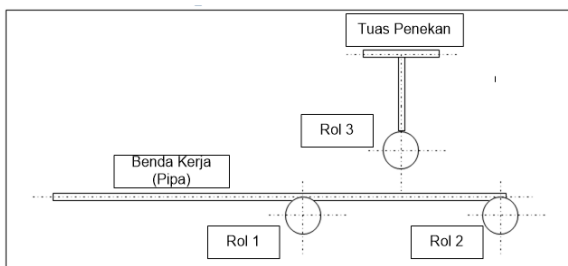 Tuas Penekan
Rol 3
Benda Kerja
(Pipa)
Rol 1
Rol 2